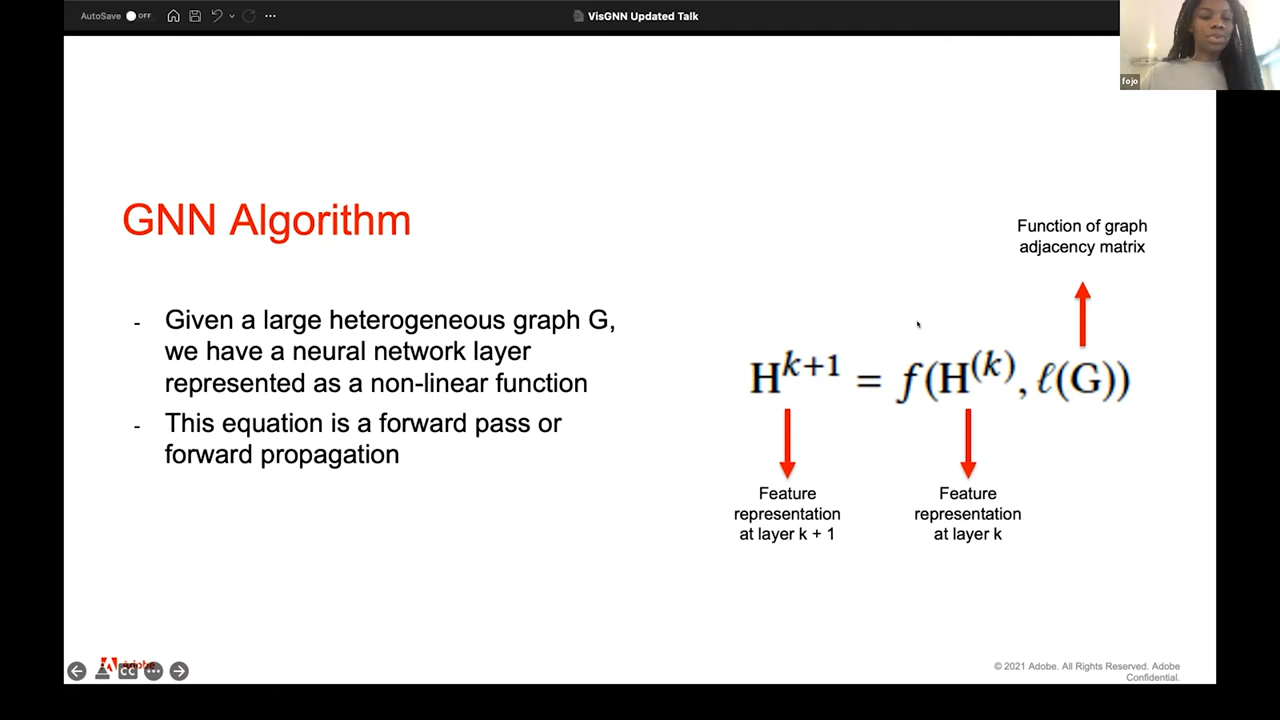 AutoSave OFF
VisGNN Updated Talk
fojo
GNN Algorithm
- Given a large heterogeneous graph G,
we have a neural network layer
represented as a non-linear function
- This equation is a forward pass or
forward propagation
Function of graph
adjacency matrix
H^{k+1} = f(H^{(k)}, ℓ(G))
Feature
representation
at layer k + 1
Feature
representation
at layer k
Adobe
CC
© 2021 Adobe. All Rights Reserved. Adobe
Confidential.